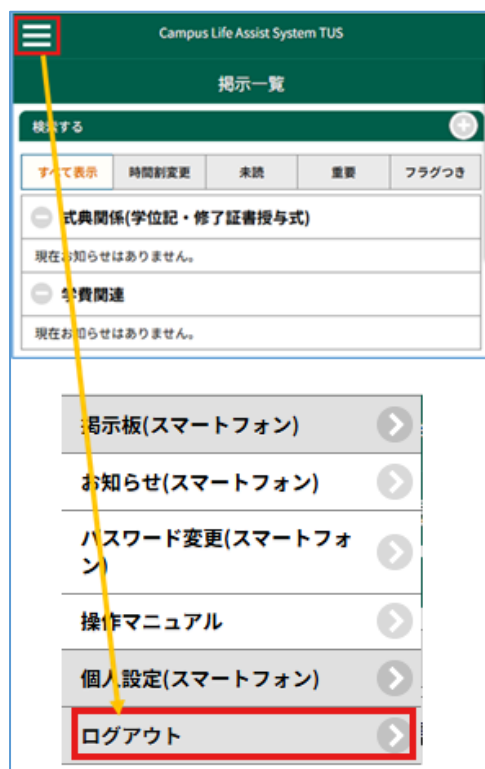 Campus Life Assist System TUS
掲示一覧
検索する
すべて表示 時間割変更 未読 重要 フラグつき
式典関係(学位記・修了証書授与式)
現在お知らせはありません。
学費関連
現在お知らせはありません。
掲示板(スマートフォン)
お知らせ(スマートフォン)
パスワード変更(スマートフォ
ン)
操作マニュアル
個人設定(スマートフォン)
ログアウト